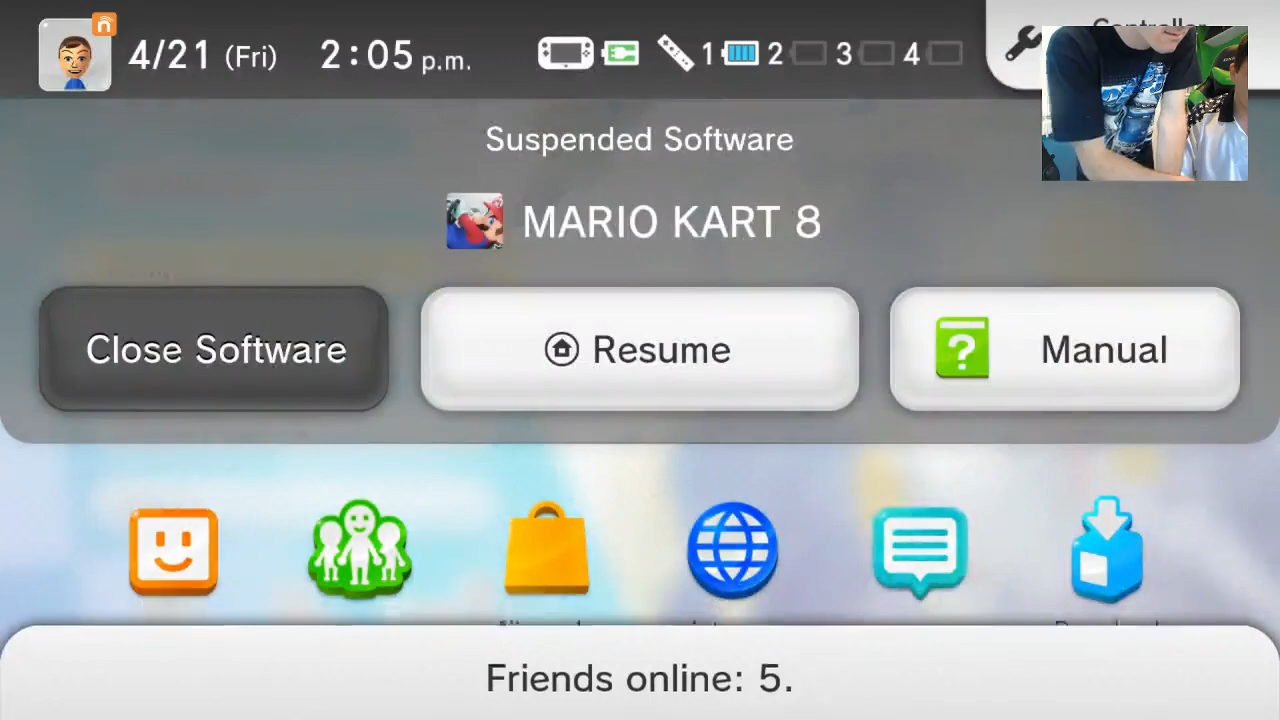 4/21 (Fri) 2:05 p.m. 1 2 3 4
Suspended Software
MARIO KART 8
Close Software
Resume
? Manual
Friends online: 5.